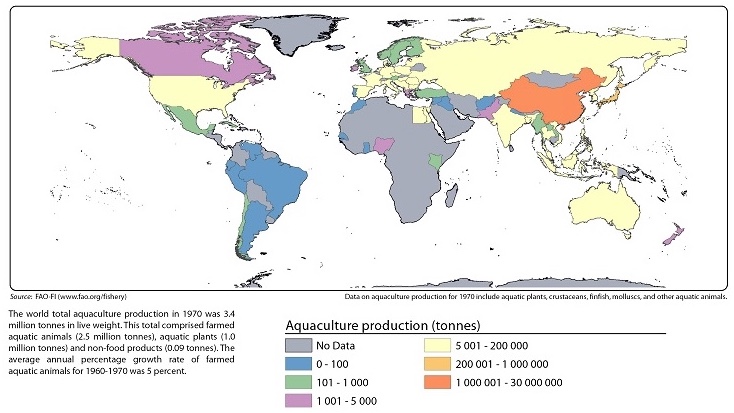 Source: FAO-FI (www.fao.org/fishery)
Data on aquaculture production for 1970 include aquatic plants, crustaceans, finfish, molluscs, and other aquatic animals.
The world total aquaculture production in 1970 was 3.4
million tonnes in live weight. This total comprised farmed
aquatic animals (2.5 million tonnes), aquatic plants (1.0
million tonnes) and non-food products (0.09 tonnes). The
average annual percentage growth rate of farmed
aquatic animals for 1960-1970 was 5 percent.
Aquaculture production (tonnes)
No Data
0 - 100
101 - 1 000
1 001 - 5 000
5 001 - 200 000
200 001 - 1 000 000
1 000 001 - 30 000 000